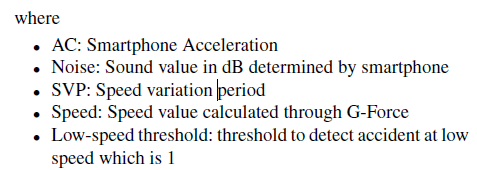 where
• AC: Smartphone Acceleration
• Noise: Sound value in dB determined by smartphone
• SVP: Speed variation period
• Speed: Speed value calculated through G-Force
• Low-speed threshold: threshold to detect accident at low
speed which is 1